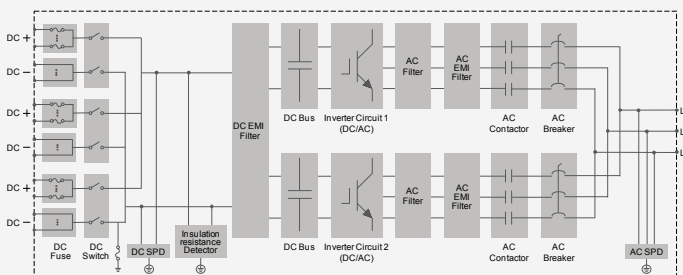 DC +
DC −
DC +
DC −
DC +
DC −
DC
Fuse
DC
Switch
DC SPD
Insulation
resistance
Detector
DC EMI
Filter
DC Bus
Inverter Circuit 1
(DC/AC)
AC
Filter
AC
EMI
Filter
AC
Contactor
AC
Breaker
DC Bus
Inverter Circuit 2
(DC/AC)
AC
Filter
AC
EMI
Filter
AC
Contactor
AC
Breaker
AC SPD
L
L
L